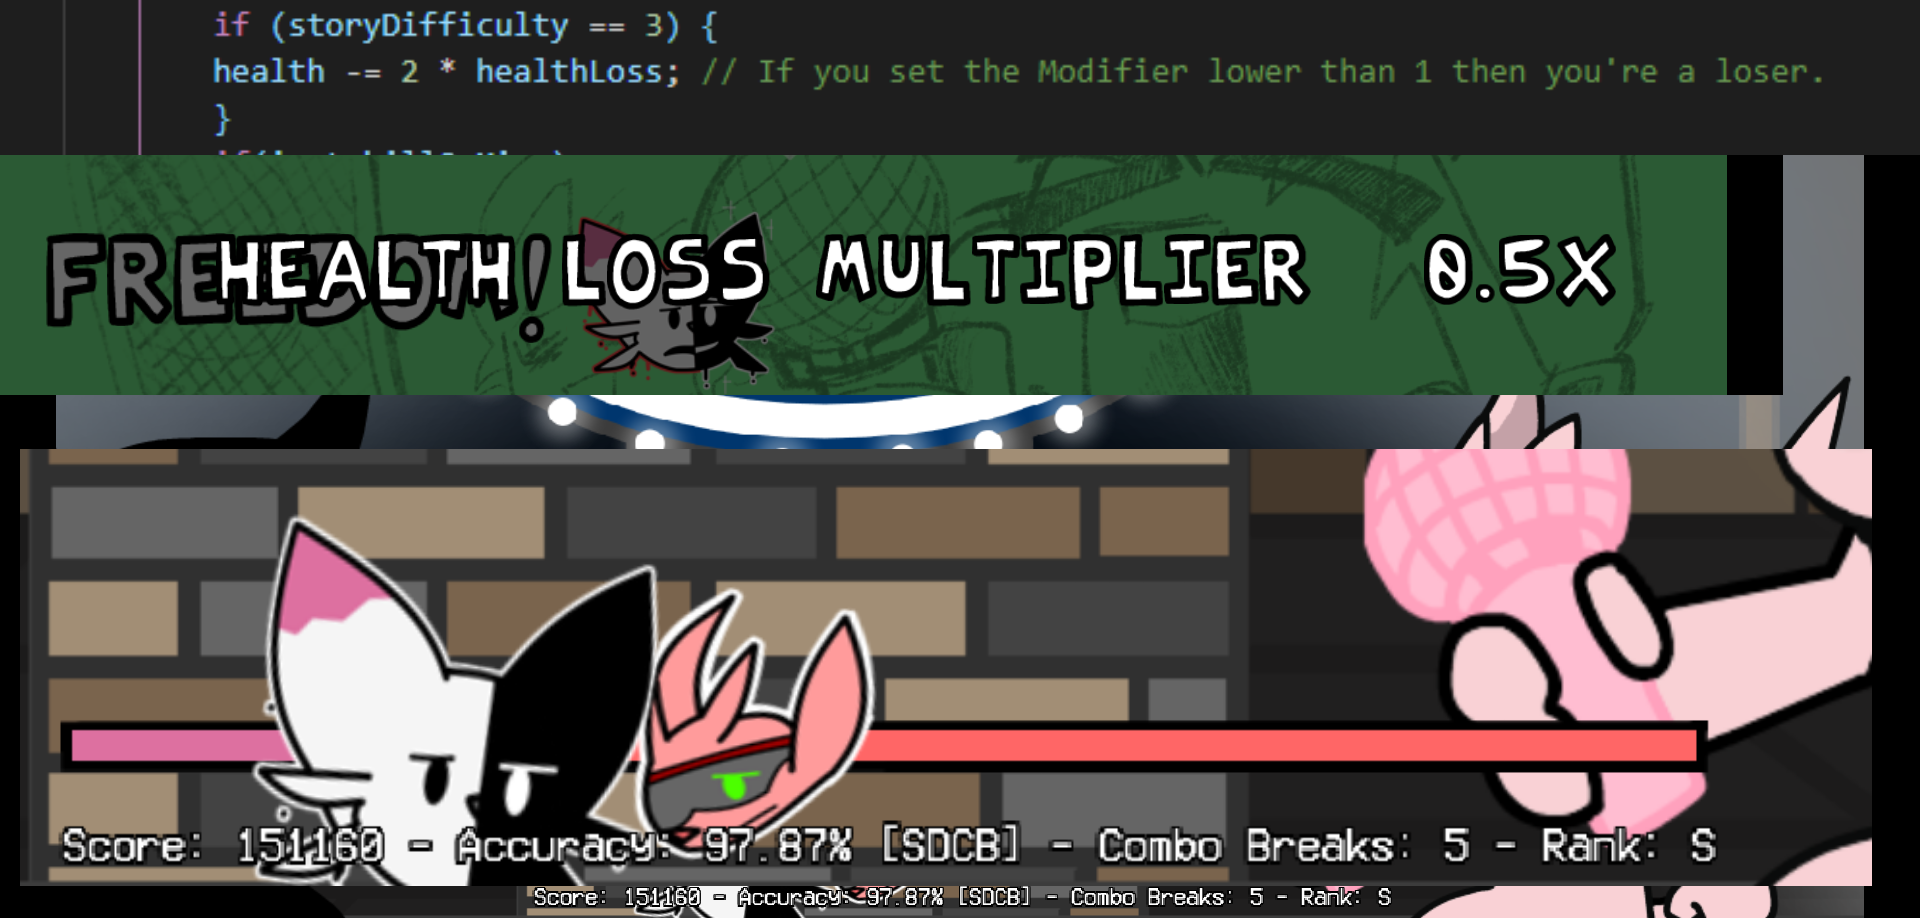 if (storyDifficulty == 3) {
health -= 2 * healthLoss; // If you set the Modifier lower than 1 then you're a loser.
}
HEALTH LOSS MULTIPLIER 0.5X
Score: 151160 - Accuracy: 97.87% [SDCB] - Combo Breaks: 5 - Rank: S
Score: 151160 - Accuracy: 97.87% [SDCB] - Combo Breaks: 5 - Rank: S